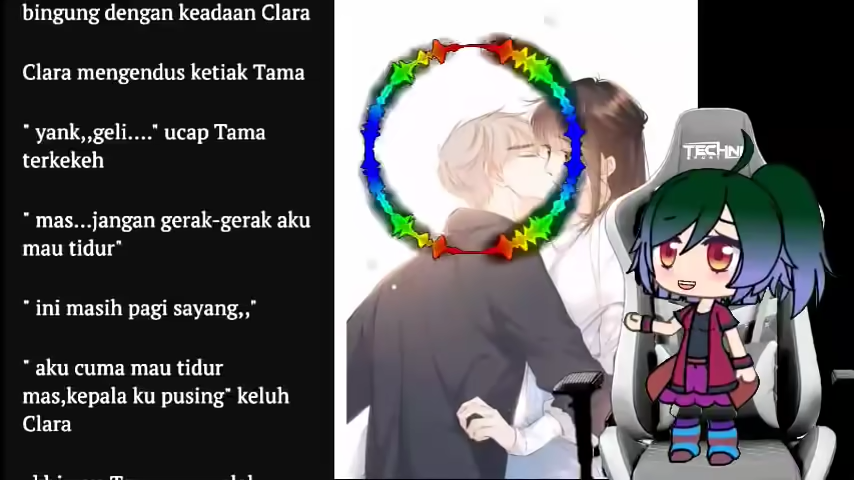 bingung dengan keadaan Clara
Clara mengendus ketiak Tama
" yank,,geli...." ucap Tama
terkekeh
" mas...jangan gerak-gerak aku
mau tidur"
" ini masih pagi sayang,,"
" aku cuma mau tidur
mas,kepala ku pusing" keluh
Clara
TECHNI